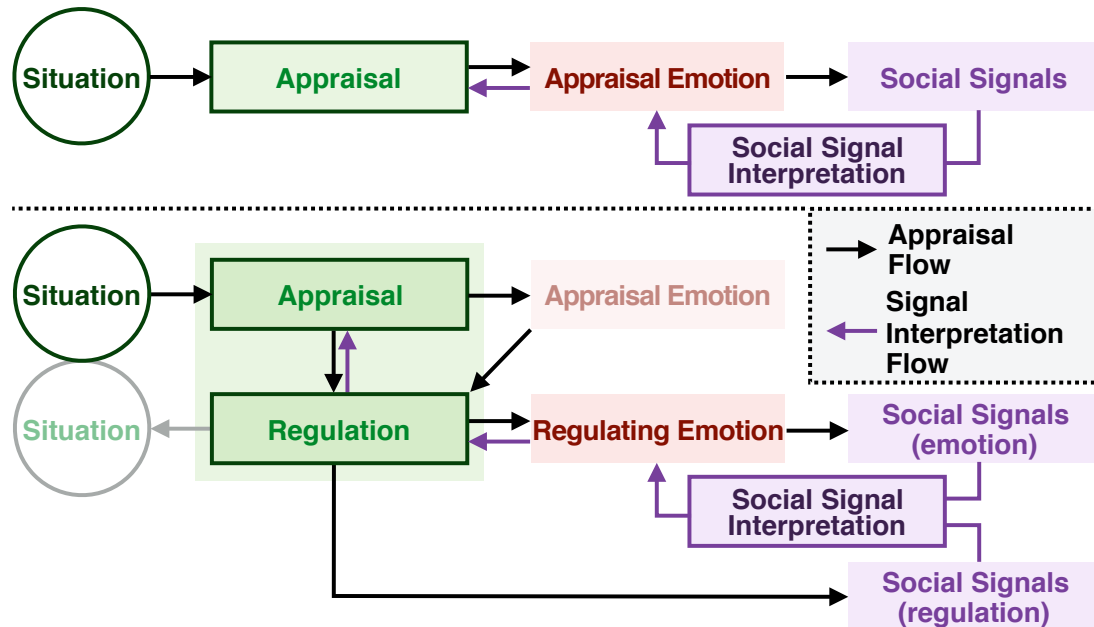 Situation
Appraisal
Appraisal Emotion
Social Signals
Social Signal
Interpretation
Appraisal
Flow
Signal
Interpretation
Flow
Situation
Appraisal
Appraisal Emotion
Situation
Regulation
Regulating Emotion
Social Signals
(emotion)
Social Signal
Interpretation
Social Signals
(regulation)